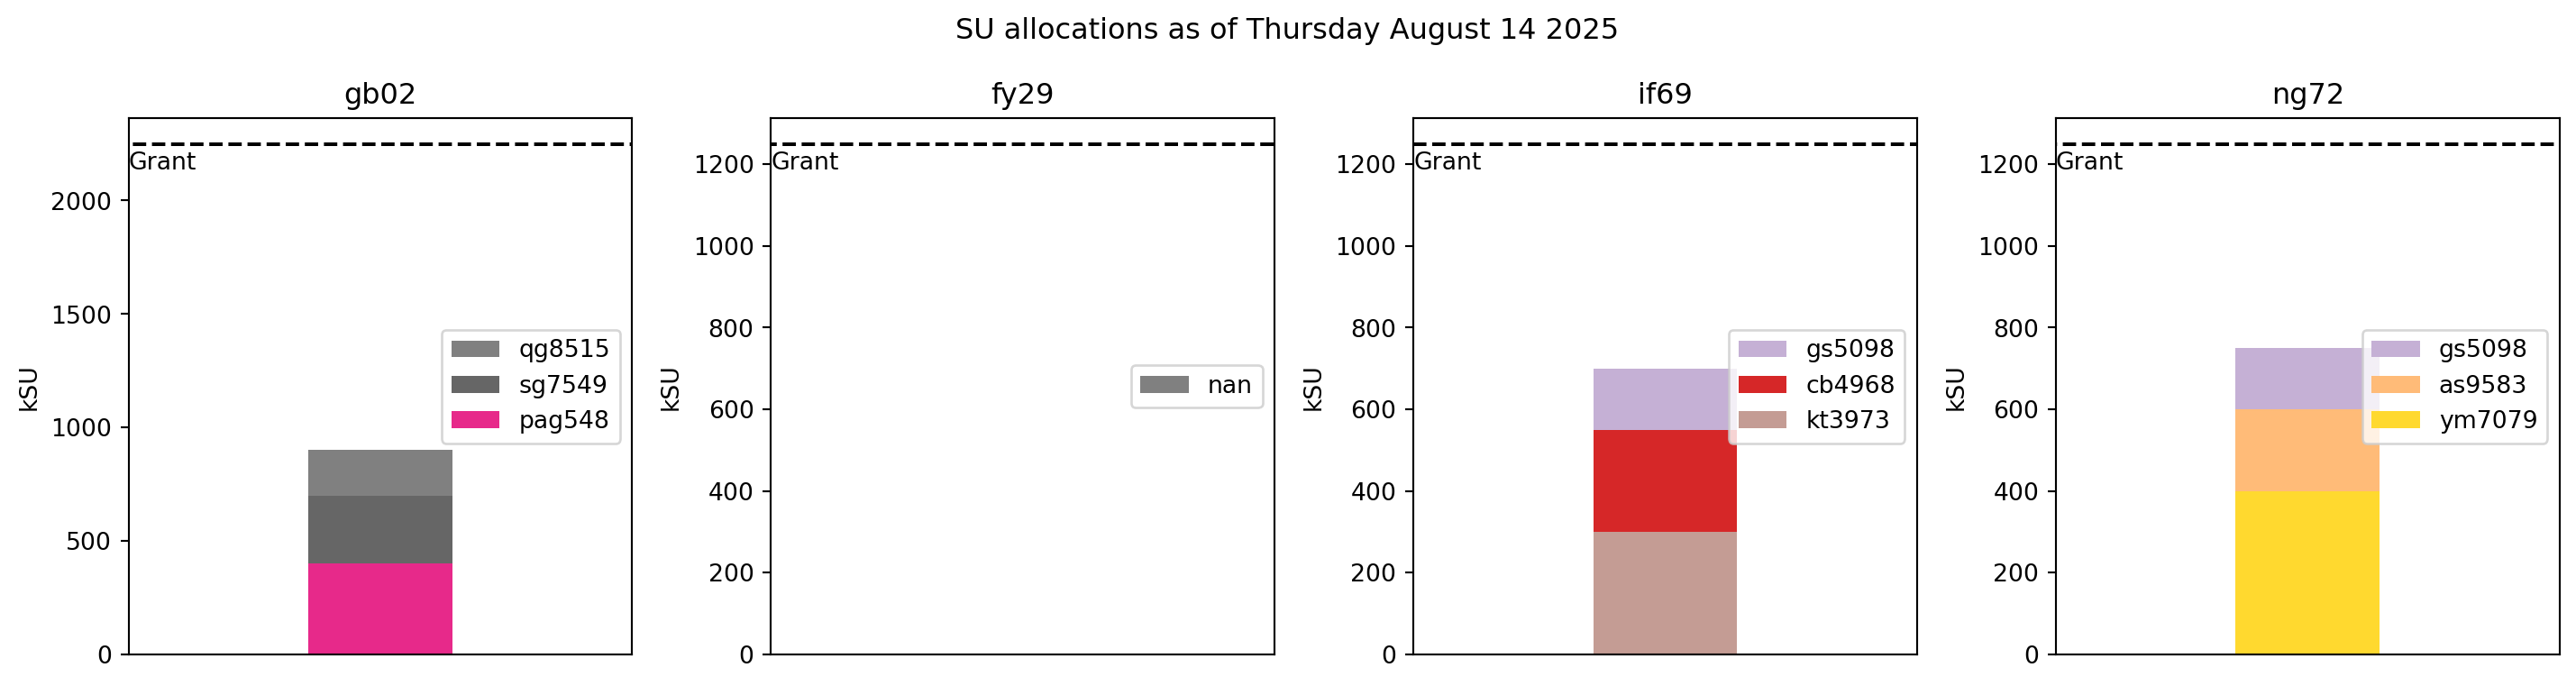 SU allocations as of Thursday August 14 2025
gb02
Grant
2000
1500
1000
500
0
kSU
qg8515
sg7549
pag548
fy29
Grant
1200
1000
800
600
400
200
0
kSU
nan
if69
Grant
1200
1000
800
600
400
200
0
kSU
gs5098
cb4968
kt3973
ng72
Grant
1200
1000
800
600
400
200
0
kSU
gs5098
as9583
ym7079